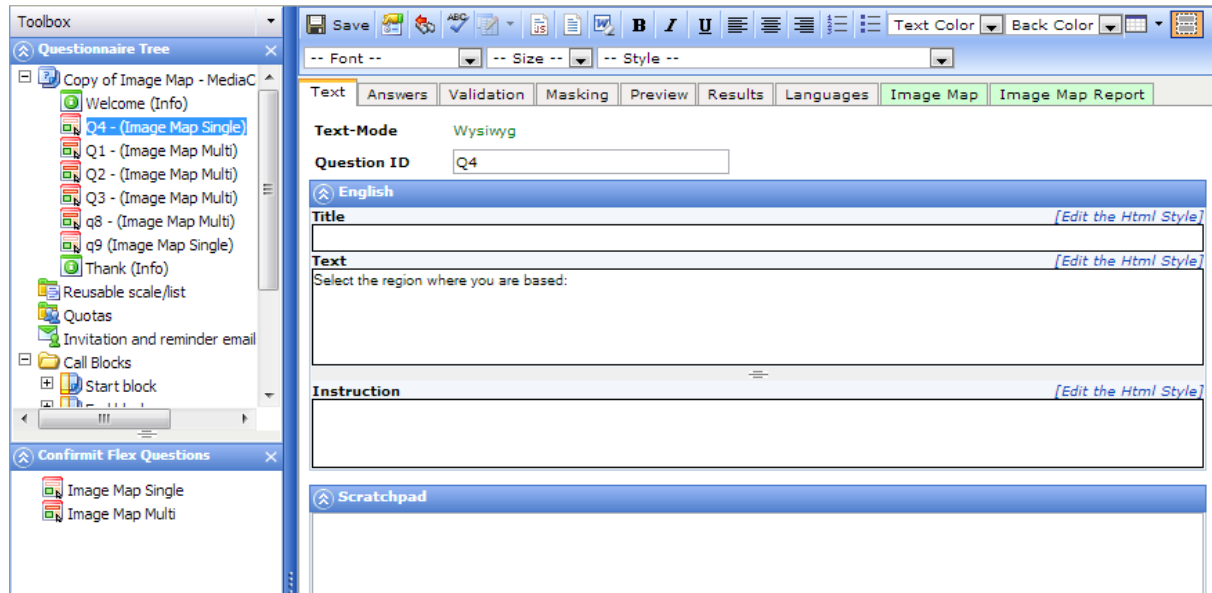 Toolbox
Questionnaire Tree
Copy of Image Map - MediaC
Welcome (Info)
Q4 - (Image Map Single)
Q1 - (Image Map Multi)
Q2 - (Image Map Multi)
Q3 - (Image Map Multi)
q8 - (Image Map Multi)
q9 (Image Map Single)
Thank (Info)
Reusable scale/list
Quotas
Invitation and reminder email
Call Blocks
Start block
Confirmit Flex Questions
Image Map Single
Image Map Multi
Save ABC JS W B I U Text Color Back Color
-- Font -- -- Size -- -- Style --
Text Answers Validation Masking Preview Results Languages Image Map Image Map Report
Text-Mode Wysiwyg
Question ID Q4
English
Title [Edit the Html Style]
Text [Edit the Html Style]
Select the region where you are based:
Instruction [Edit the Html Style]
Scratchpad